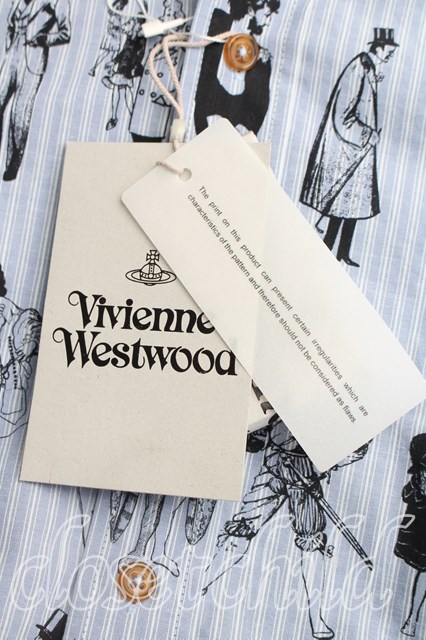 Vivienne
Westwood
The print on this product can present certain irregularities which are
characteristics of the pattern and therefore should not be considered as flaws.